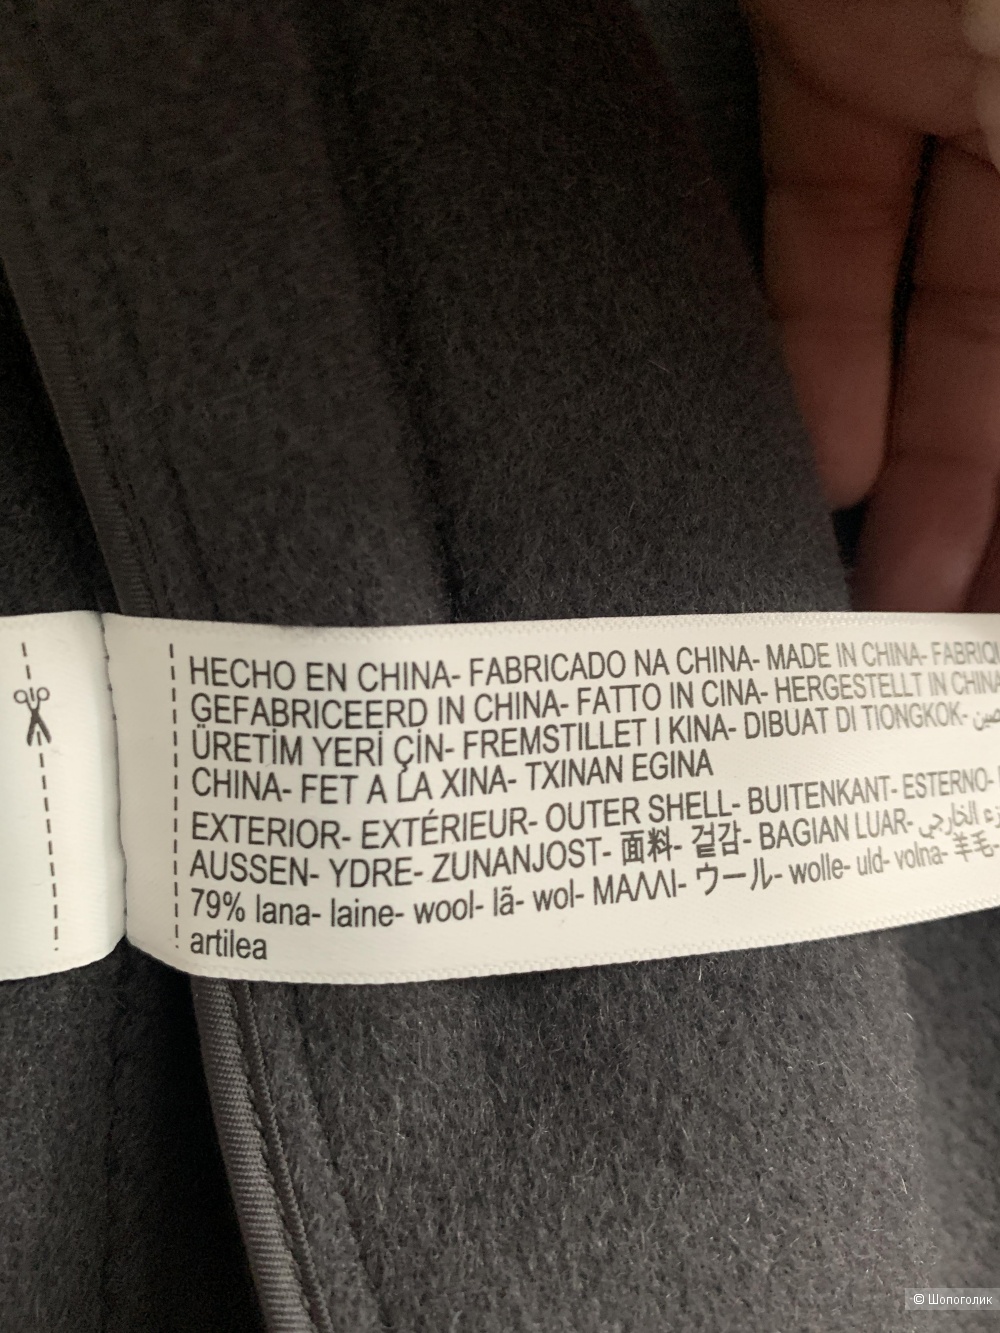 HECHO EN CHINA- FABRICADO NA CHINA- MADE IN CHINA- FABRIQU
GEFABRICEERD IN CHINA- FATTO IN CINA- HERGESTELLT IN CHINA
ÜRETİM YERİ ÇİN- FREMSTILLET I KINA- DIBUAT DI TIONGKOK-
CHINA- FET A LA XINA- TXINAN EGINA
EXTERIOR- EXTÉRIEUR- OUTER SHELL- BUITENKANT- ESTERNO-
AUSSEN- YDRE- ZUNANJOST- 面料- 겉감- BAGIAN LUAR- الخارجي
79% lana- laine- wool- lã- wol- ΜΑΛΛΙ- ウール- wolle- uld- volna- 羊毛-
artilea
© Шопоголик